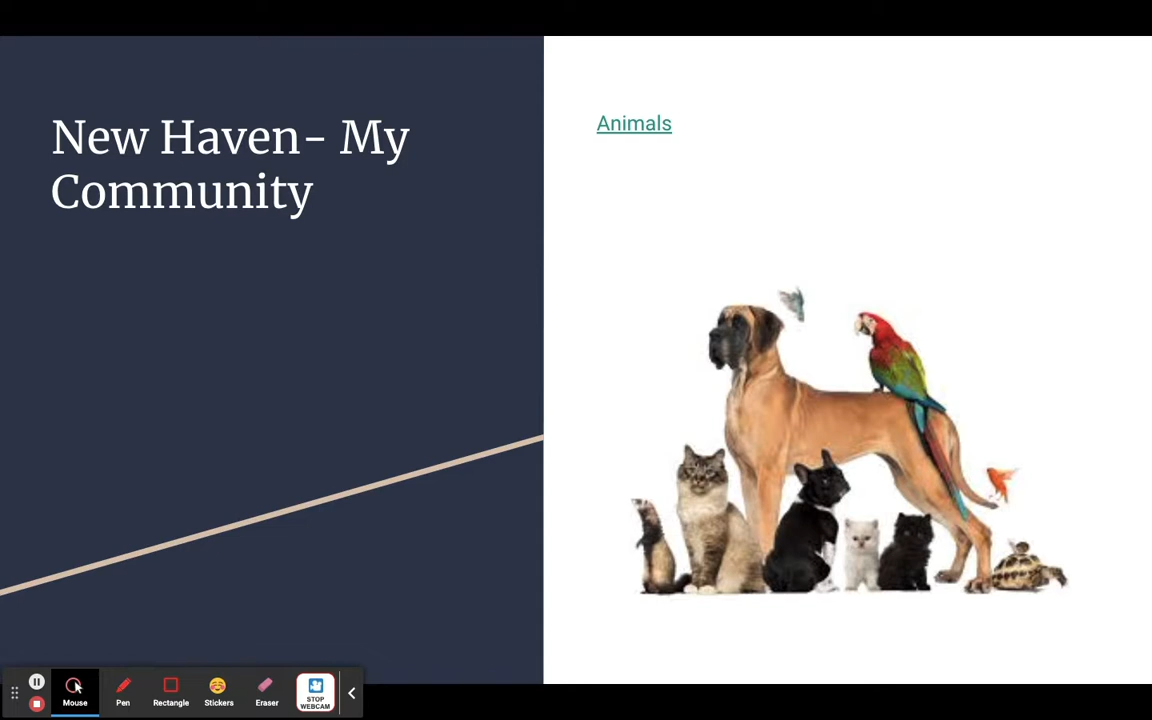 New Haven- My
Community
Animals
Mouse
Pen
Rectangle
Stickers
Eraser
STOP
WEBCAM